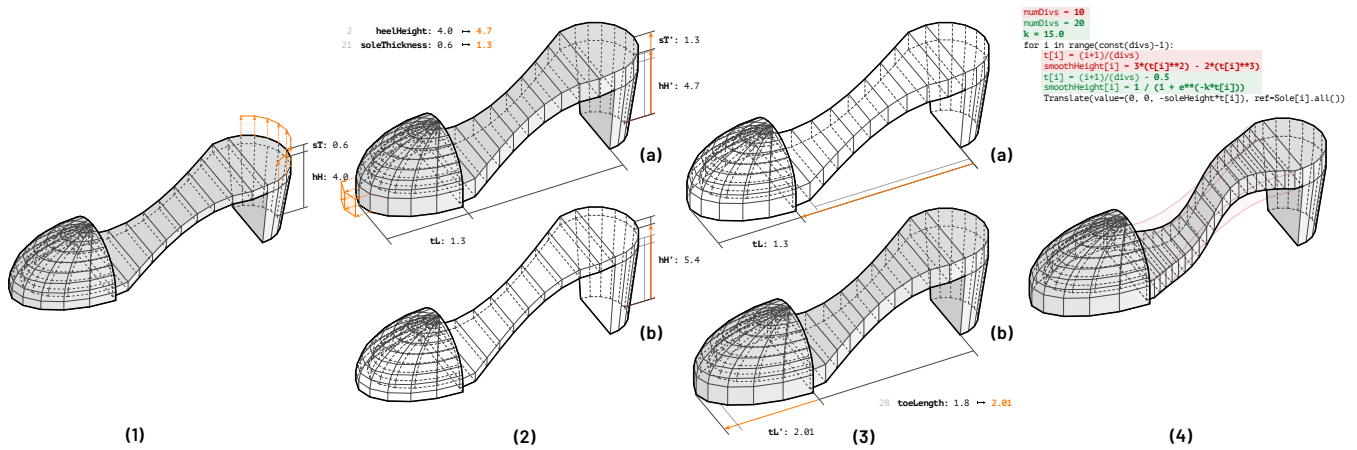 2 heelHeight: 4.0 ↦ 4.7
21 soleThickness: 0.6 ↦ 1.3
sT: 0.6
hH: 4.0
(1)
sT': 1.3
hH': 4.7
(a)
tL: 1.3
hH': 5.4
(b)
(2)
(a)
tL: 1.3
(b)
28 toeLength: 1.8 ↦ 2.01
tL': 2.01
(3)
numDivs = 10
numDivs = 20
k = 15.0
for i in range(const(divs)-1):
t[i] = (i+1)/(divs)
smoothHeight[i] = 3*(t[i]**2) - 2*(t[i]**3)
t[i] = (i+1)/(divs) - 0.5
smoothHeight[i] = 1 / (1 + e**(-k*t[i]))
Translate(value=(0, 0, -soleHeight*t[i]), ref=Sole[i].all())
(4)